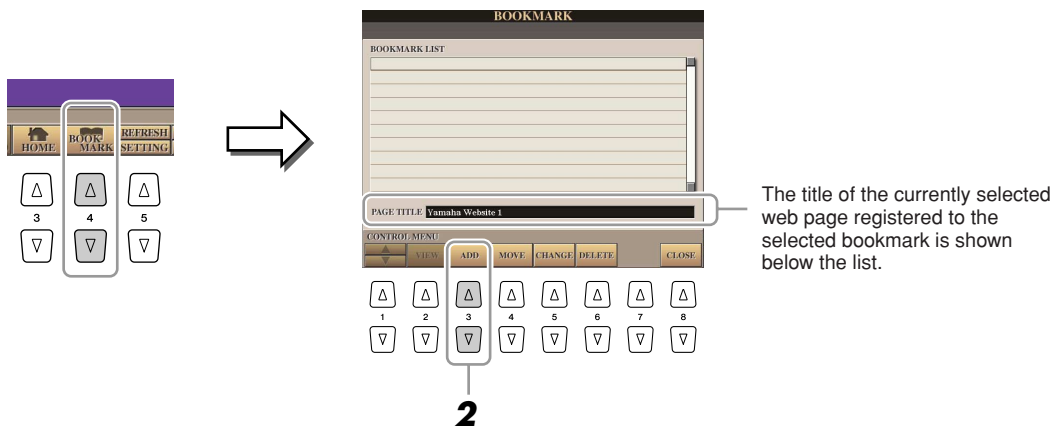 HOME
BOOK-
MARK
REFRESH
SETTING
3
4
5
BOOKMARK
BOOKMARK LIST
PAGE TITLE Yamaha Website 1
CONTROL MENU
VIEW ADD MOVE CHANGE DELETE CLOSE
1 2 3 4 5 6 7 8
2
The title of the currently selected
web page registered to the
selected bookmark is shown
below the list.